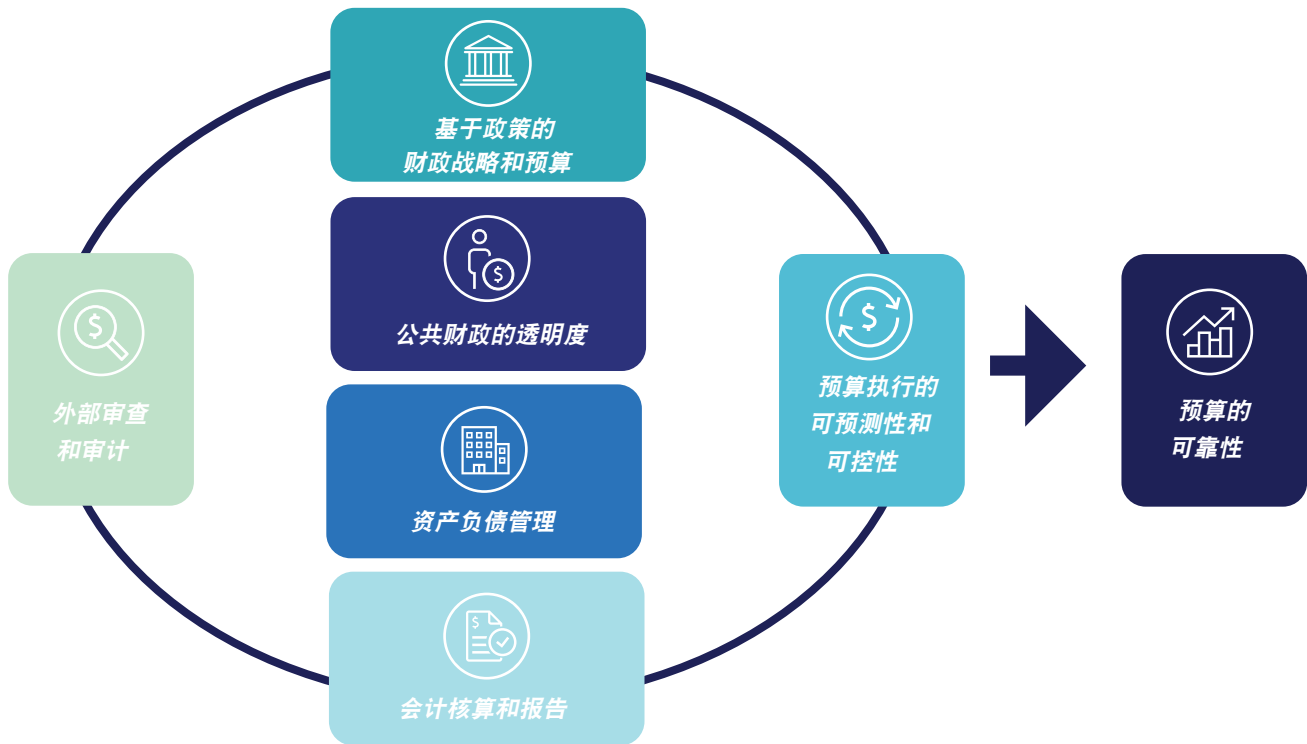 基于政策的
财政战略和预算
公共财政的透明度
外部审查
和审计
预算执行的
可预测性和
可控性
预算的
可靠性
资产负债管理
会计核算和报告